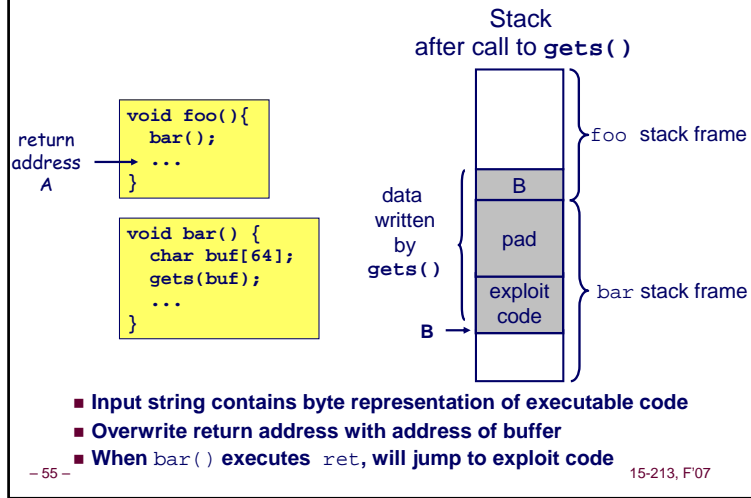 Stack
after call to gets()
return
address
A
void foo(){
bar();
...
}
void bar() {
char buf[64];
gets(buf);
...
}
data
written
by
gets()
B
pad
exploit
code
B
foo stack frame
bar stack frame
■ Input string contains byte representation of executable code
■ Overwrite return address with address of buffer
■ When bar() executes ret, will jump to exploit code
– 55 –
15-213, F'07